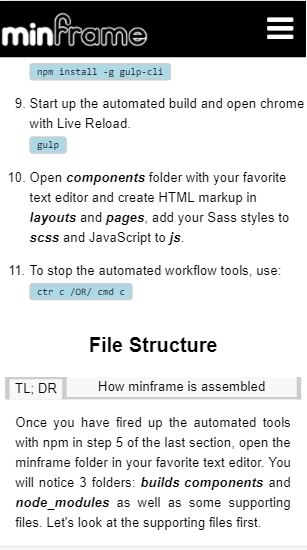 minframe
npm install -g gulp-cli
9. Start up the automated build and open chrome
with Live Reload.
gulp
10. Open components folder with your favorite
text editor and create HTML markup in
layouts and pages, add your Sass styles to
scss and JavaScript to js.
11. To stop the automated workflow tools, use:
ctr c /OR/ cmd c
File Structure
TL; DR How minframe is assembled
Once you have fired up the automated tools
with npm in step 5 of the last section, open the
minframe folder in your favorite text editor. You
will notice 3 folders: builds components and
node_modules as well as some supporting
files. Let's look at the supporting files first.